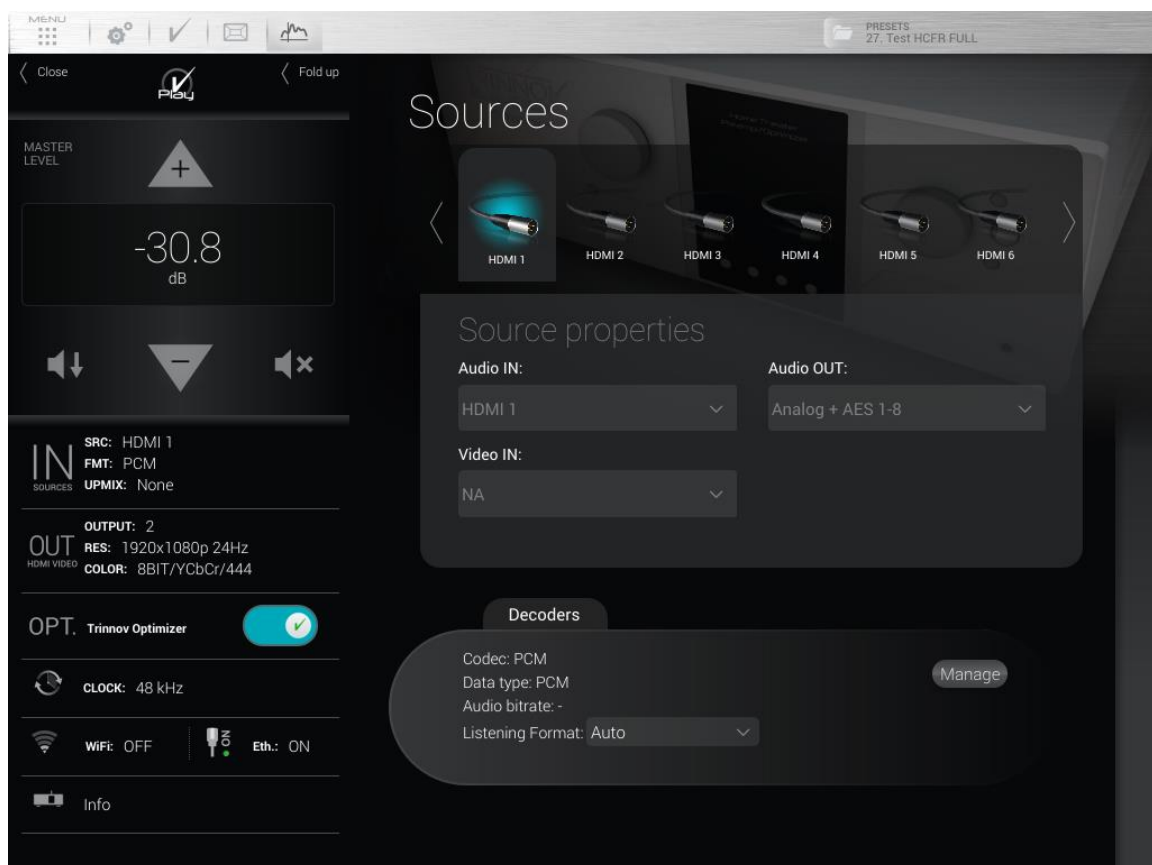 MENU
PRESETS
27. Test HCFR FULL
Close
Play
Fold up
MASTER
LEVEL
+
-30.8
dB
-
IN
SOURCES
SRC: HDMI 1
FMT: PCM
UPMIX: None
OUT
HDMI VIDEO
OUTPUT: 2
RES: 1920x1080p 24Hz
COLOR: 8BIT/YCbCr/444
OPT. Trinnov Optimizer
CLOCK: 48 kHz
WiFi: OFF
ON
Eth.: ON
Info
Sources
Home Theater
Preamp/Optimizer
HDMI 1
HDMI 2
HDMI 3
HDMI 4
HDMI 5
HDMI 6
Source properties
Audio IN:
Audio OUT:
HDMI 1
Analog + AES 1-8
Video IN:
NA
Decoders
Codec: PCM
Data type: PCM
Audio bitrate: -
Listening Format: Auto
Manage